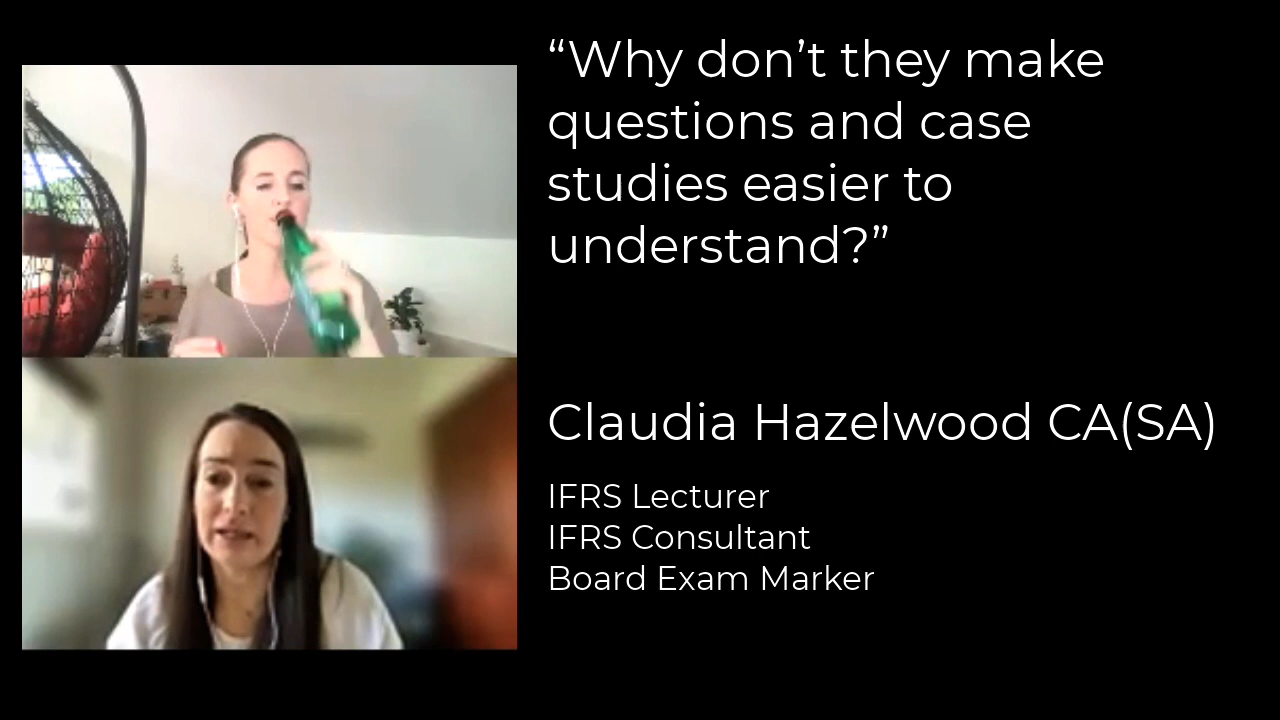 “Why don’t they make
questions and case
studies easier to
understand?”
Claudia Hazelwood CA(SA)
IFRS Lecturer
IFRS Consultant
Board Exam Marker